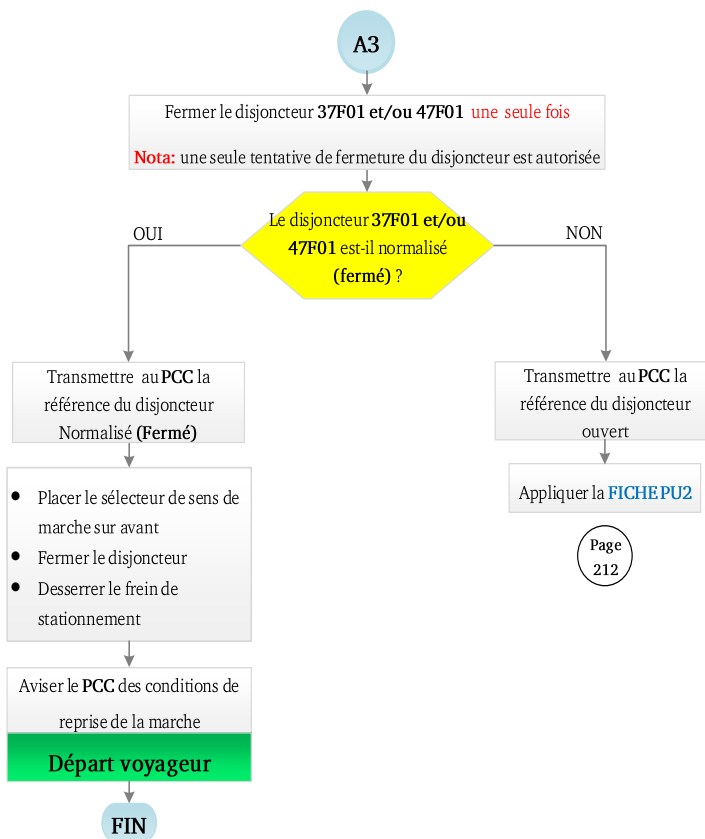 A3
Fermer le disjoncteur 37F01 et/ou 47F01 une seule fois
Nota: une seule tentative de fermeture du disjoncteur est autorisée
Le disjoncteur 37F01 et/ou
47F01 est-il normalisé
(fermé) ?
OUI
NON
Transmettre au PCC la
référence du disjoncteur
Normalisé (Fermé)
Transmettre au PCC la
référence du disjoncteur
ouvert
• Placer le sélecteur de sens de
marche sur avant
• Fermer le disjoncteur
• Desserrer le frein de
stationnement
Appliquer la FICHE PU2
Page
212
Aviser le PCC des conditions de
reprise de la marche
Départ voyageur
FIN